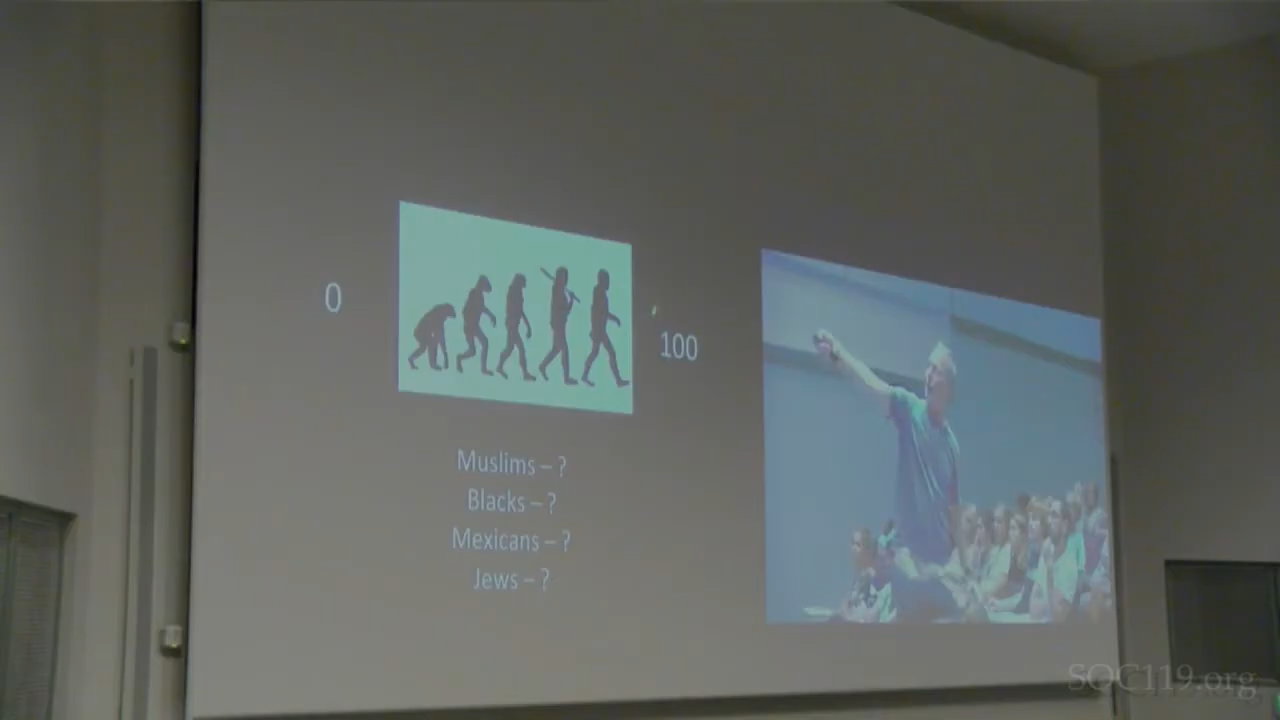 0
100
Muslims – ?
Blacks – ?
Mexicans – ?
Jews – ?
SOC119.org